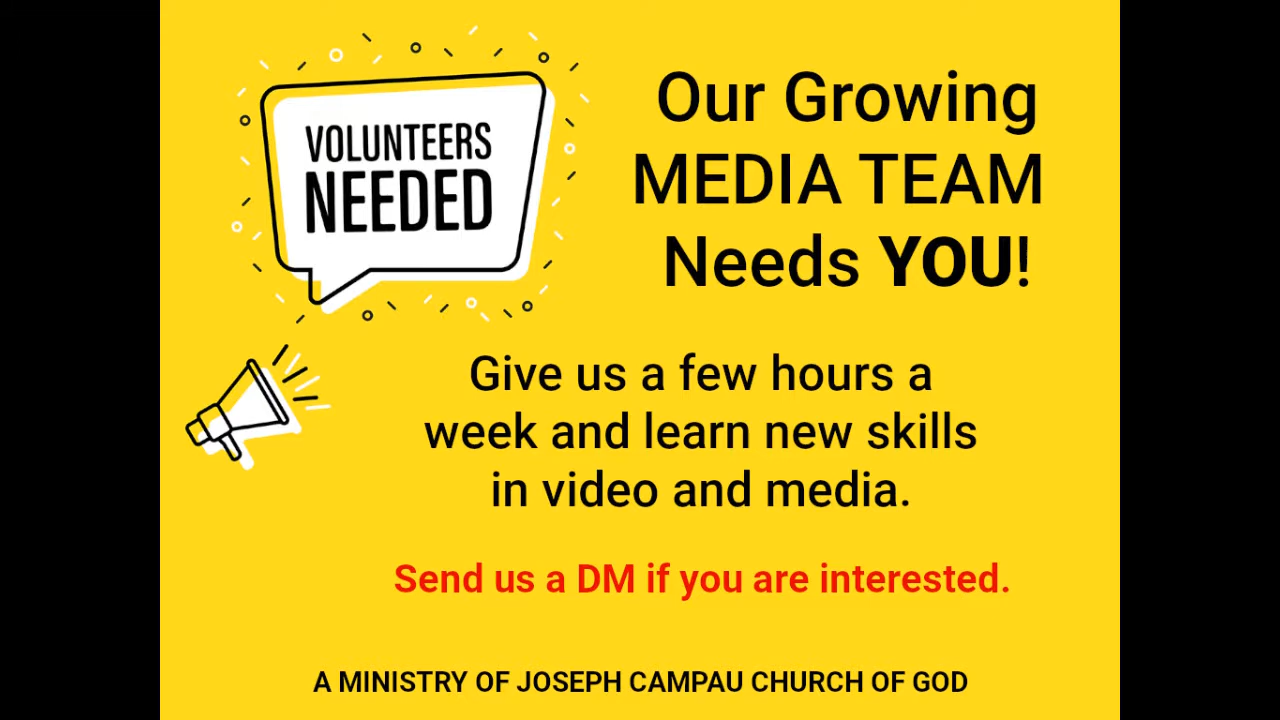 VOLUNTEERS
NEEDED
Our Growing
MEDIA TEAM
Needs YOU!
Give us a few hours a
week and learn new skills
in video and media.
Send us a DM if you are interested.
A MINISTRY OF JOSEPH CAMPAU CHURCH OF GOD